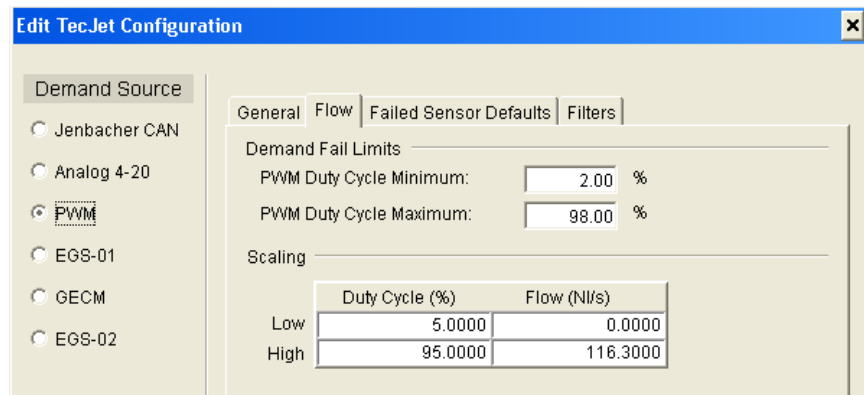 Edit TecJet Configuration
Demand Source
Jenbacher CAN
Analog 4-20
PWM
EGS-01
GECM
EGS-02
General Flow Failed Sensor Defaults Filters
Demand Fail Limits
PWM Duty Cycle Minimum: 2.00 %
PWM Duty Cycle Maximum: 98.00 %
Scaling
Duty Cycle (%) Flow (Nl/s)
Low 5.0000 0.0000
High 95.0000 116.3000